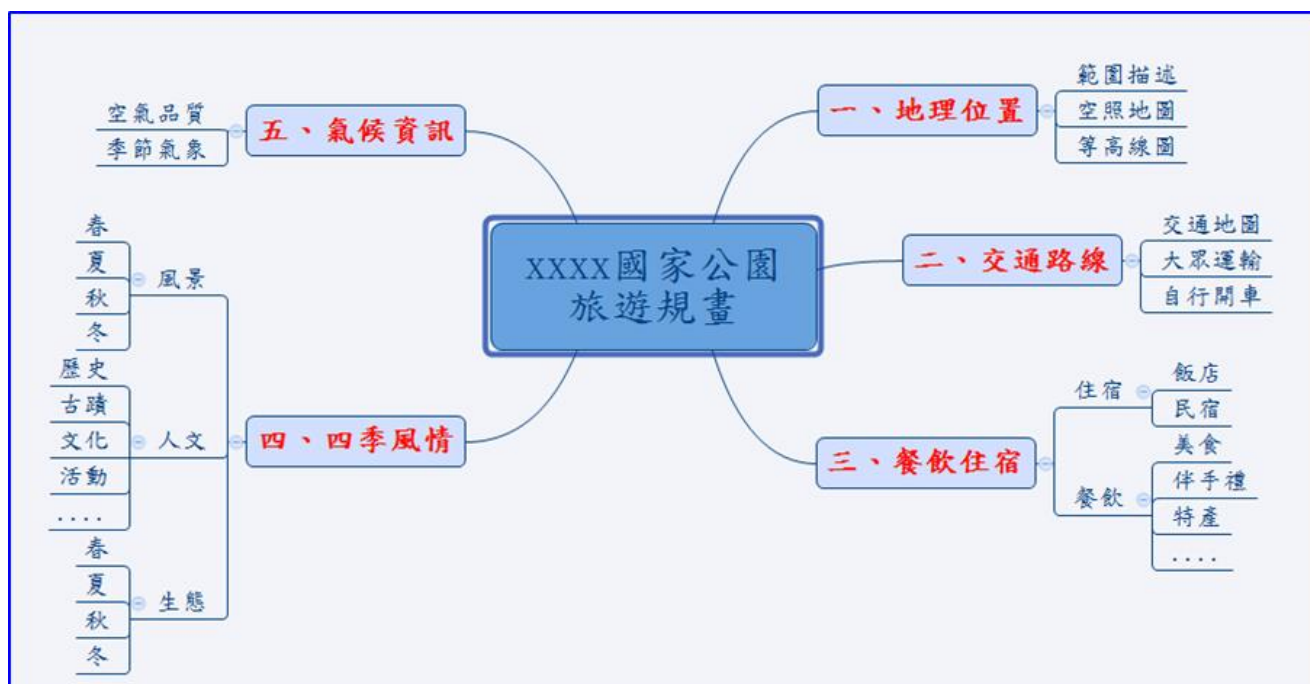 XXXX國家公園
旅遊規畫
一、地理位置
範圍描述
空照地圖
等高線圖
二、交通路線
交通地圖
大眾運輸
自行開車
三、餐飲住宿
住宿
飯店
民宿
餐飲
美食
伴手禮
特產
....
四、四季風情
風景
春
夏
秋
冬
人文
歷史
古蹟
文化
活動
....
生態
春
夏
秋
冬
五、氣候資訊
空氣品質
季節氣象